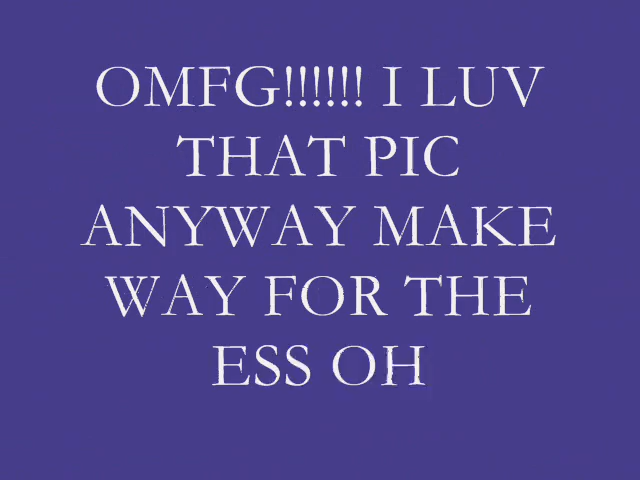 OMFG!!!!!! I LUV
THAT PIC
ANYWAY MAKE
WAY FOR THE
ESS OH